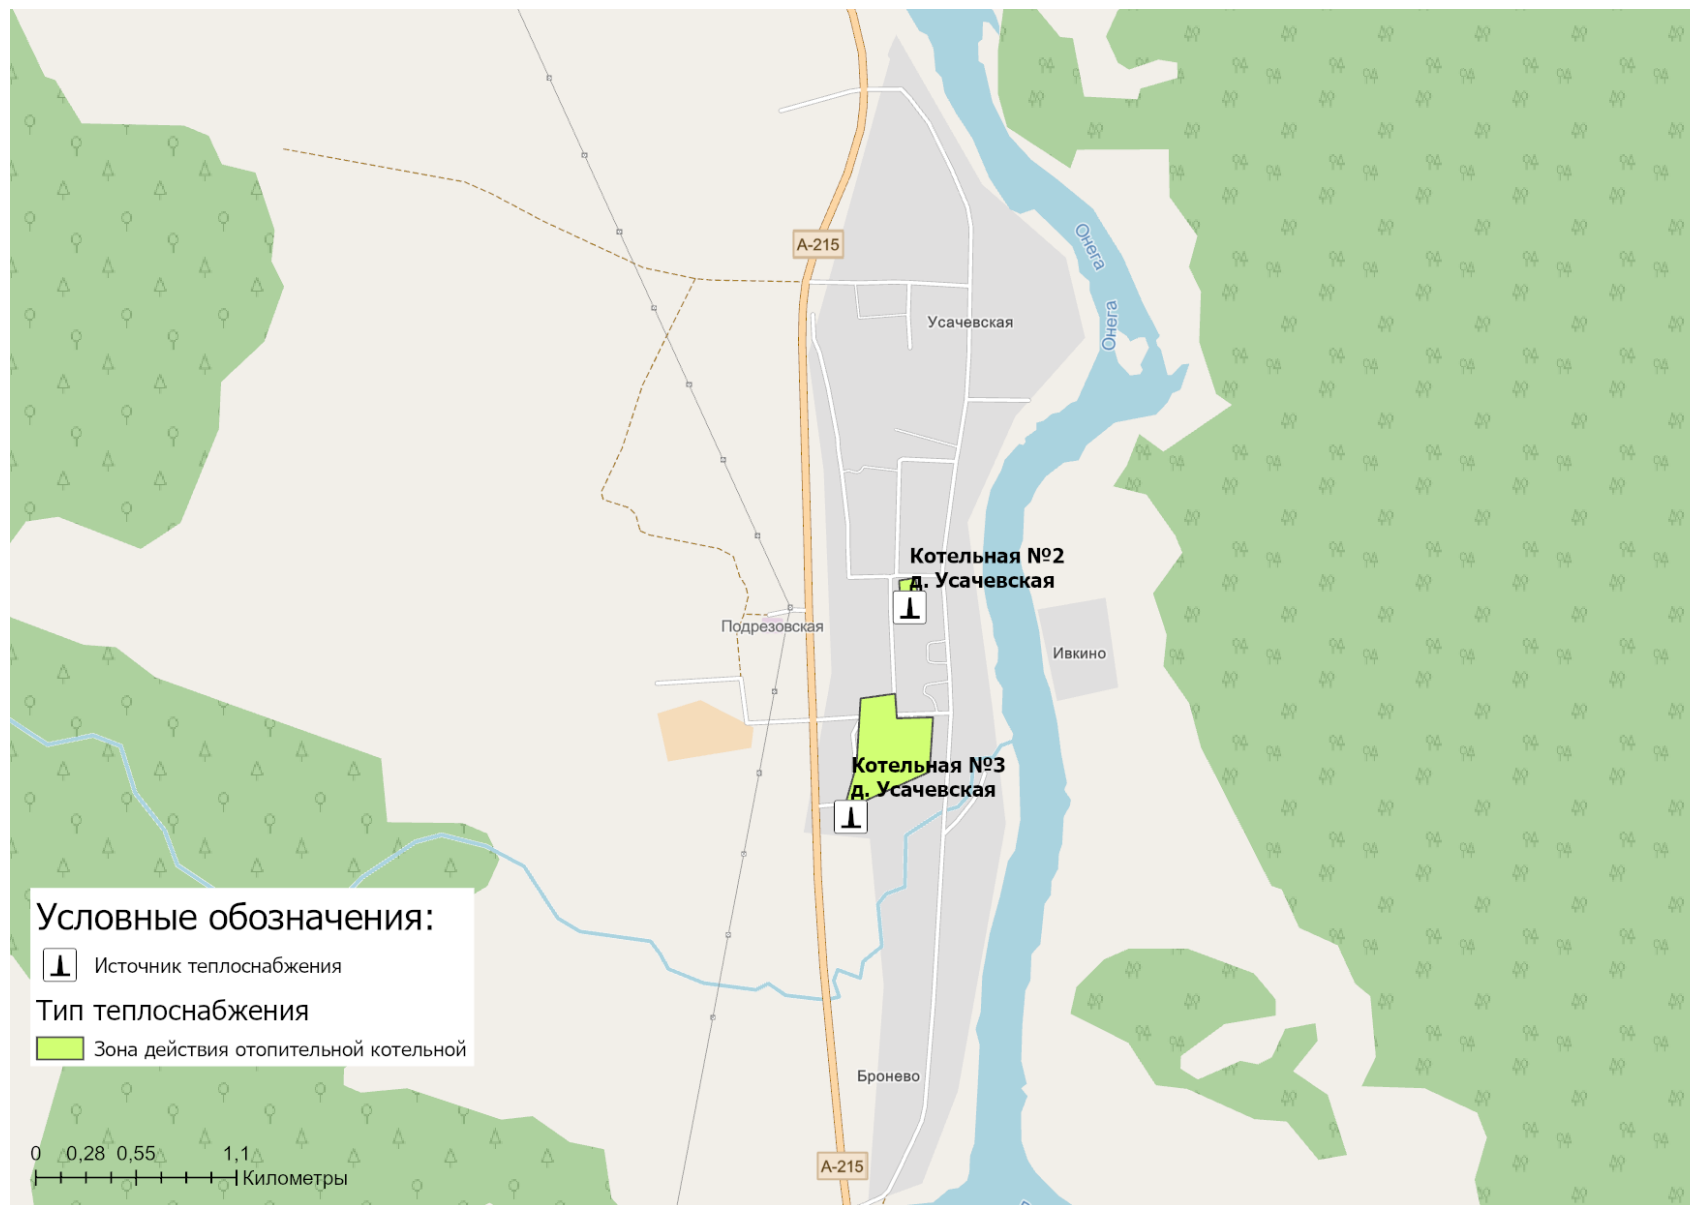 А-215
Онега
Онега
Усачевская
Котельная №2
д. Усачевская
Подрезовская
Ивкино
Котельная №3
д. Усачевская
Условные обозначения:
Источник теплоснабжения
Тип теплоснабжения
Зона действия отопительной котельной
Бронево
0 0,28 0,55 1,1
Километры
А-215